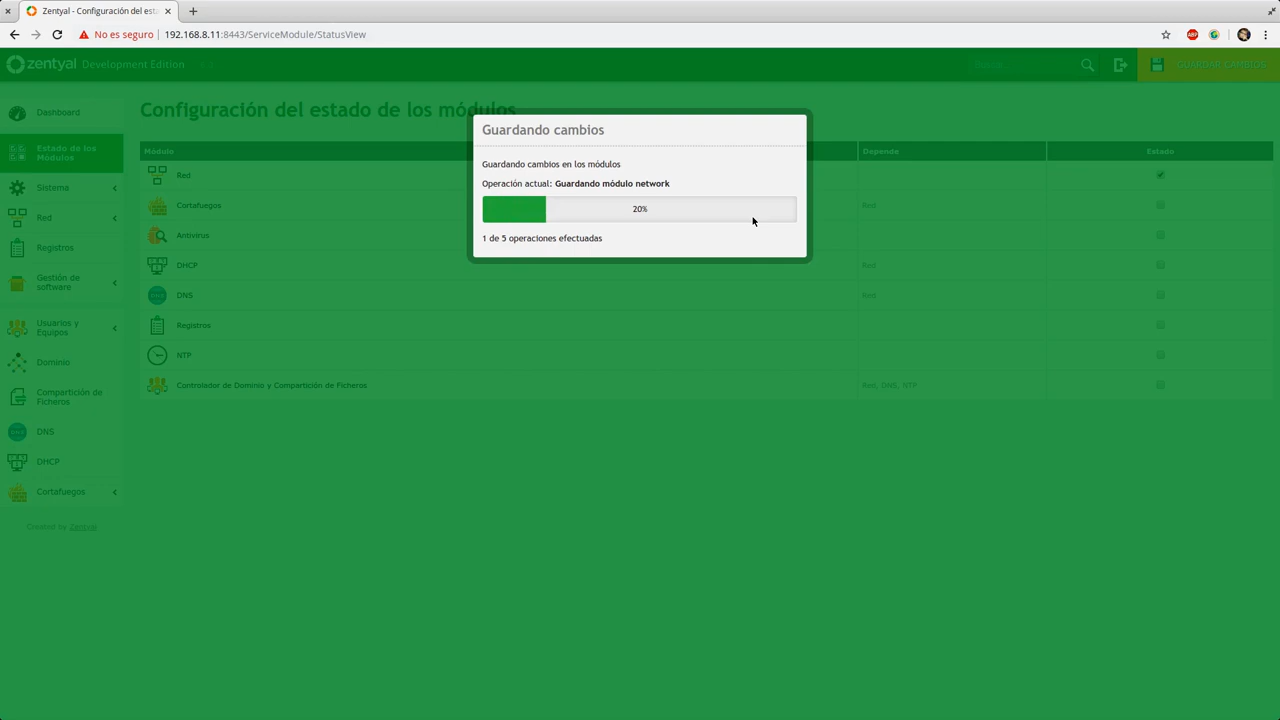 Zentyal - Configuración del est
No es seguro
192.168.8.11:8443/ServiceModule/StatusView
zentyal Development Edition
Buscar
GUARDAR CAMBIOS
Configuración del estado de los módulos
Dashboard
Estado de los
Módulos
Sistema
Red
Registros
Gestión de
software
Usuarios y
Equipos
Dominio
Compartición de
Ficheros
DNS
DHCP
Cortafuegos
Created by Zentyal
Módulo Depende Estado
Red
Cortafuegos Red
Antivirus
DHCP Red
DNS Red
Registros
NTP
Controlador de Dominio y Compartición de Ficheros Red, DNS, NTP
Guardando cambios
Guardando cambios en los módulos
Operación actual: Guardando módulo network
20%
1 de 5 operaciones efectuadas